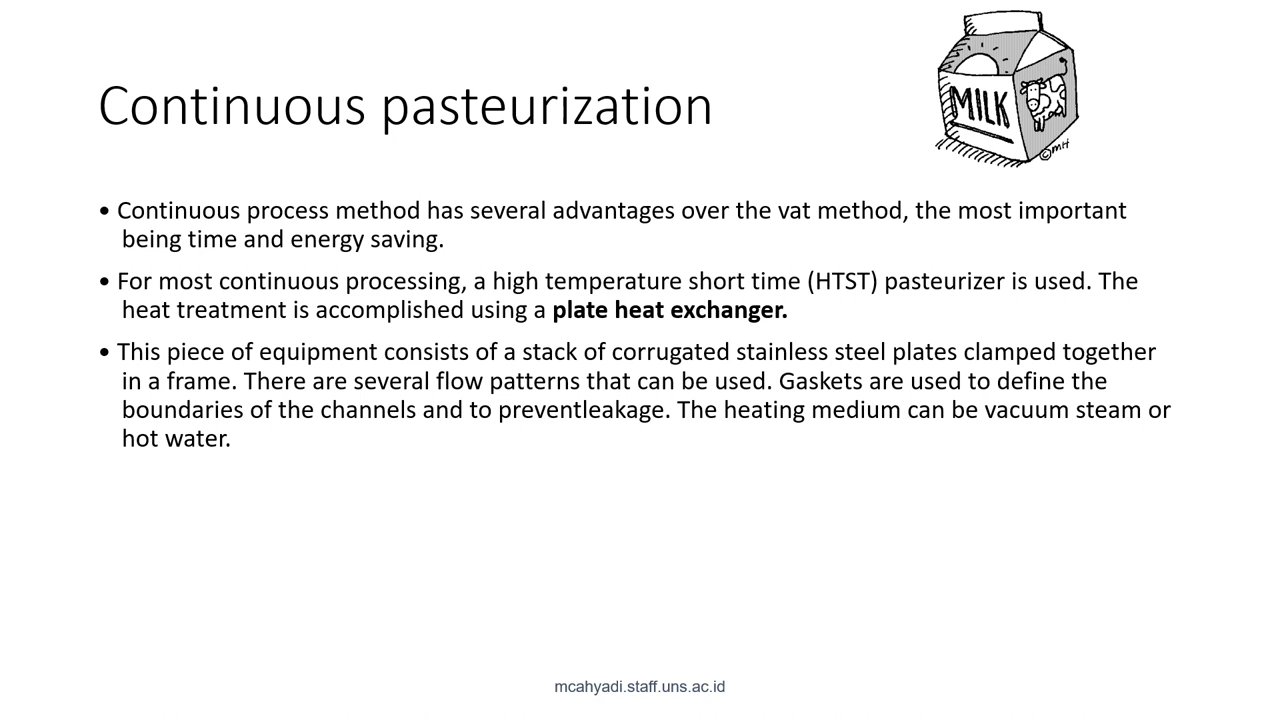 Continuous pasteurization
MILK
©MH
• Continuous process method has several advantages over the vat method, the most important
being time and energy saving.
• For most continuous processing, a high temperature short time (HTST) pasteurizer is used. The
heat treatment is accomplished using a plate heat exchanger.
• This piece of equipment consists of a stack of corrugated stainless steel plates clamped together
in a frame. There are several flow patterns that can be used. Gaskets are used to define the
boundaries of the channels and to preventleakage. The heating medium can be vacuum steam or
hot water.
mcahyadi.staff.uns.ac.id